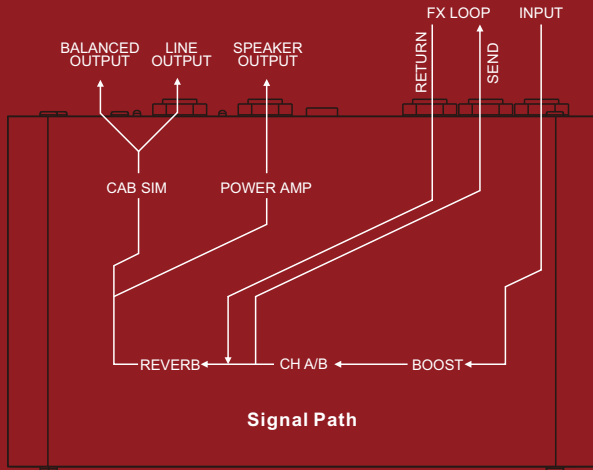 FX LOOP
INPUT
BALANCED
OUTPUT
LINE
OUTPUT
SPEAKER
OUTPUT
RETURN
SEND
CAB SIM
POWER AMP
REVERB
CH A/B
BOOST
Signal Path